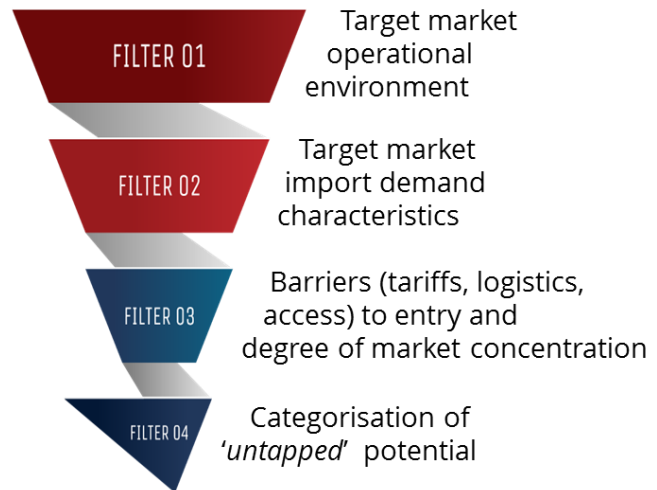 FILTER 01
Target market
operational
environment
FILTER 02
Target market
import demand
characteristics
FILTER 03
Barriers (tariffs, logistics,
access) to entry and
degree of market concentration
FILTER 04
Categorisation of
‘untapped’ potential